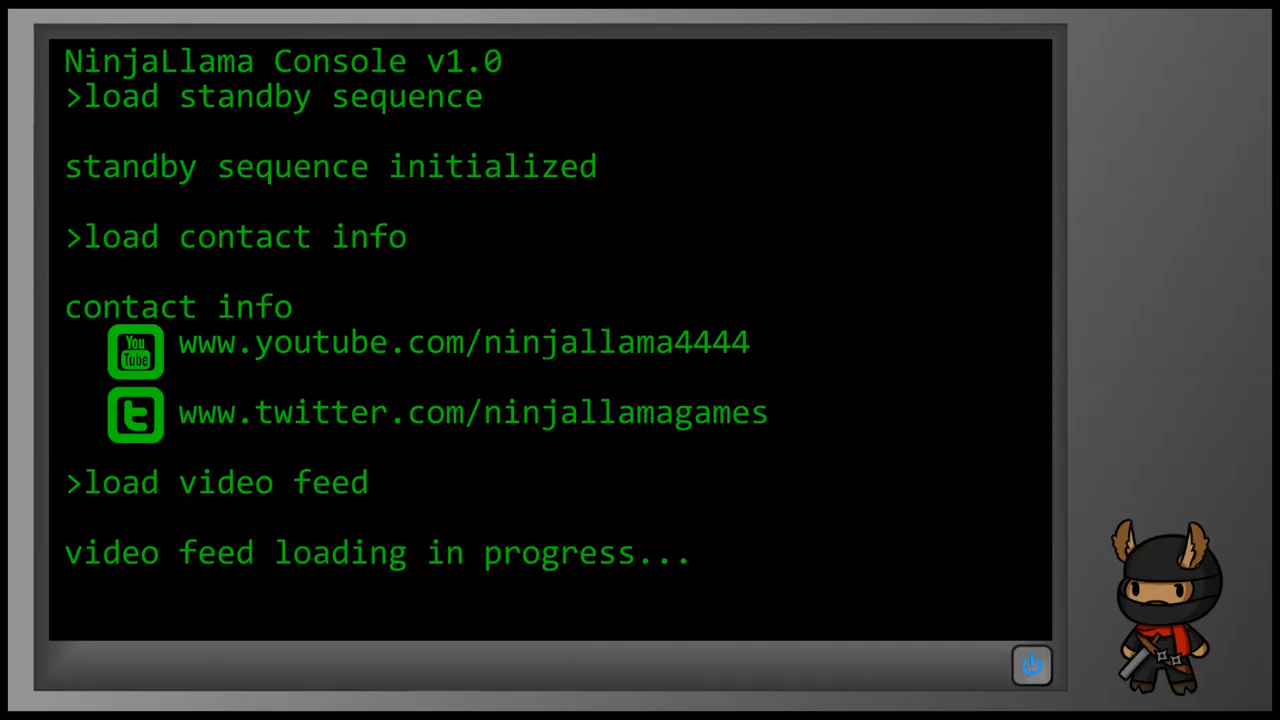 NinjaLlama Console v1.0
>load standby sequence
standby sequence initialized
>load contact info
contact info
You
Tube
www.youtube.com/ninjallama4444
t
www.twitter.com/ninjallamagames
>load video feed
video feed loading in progress...